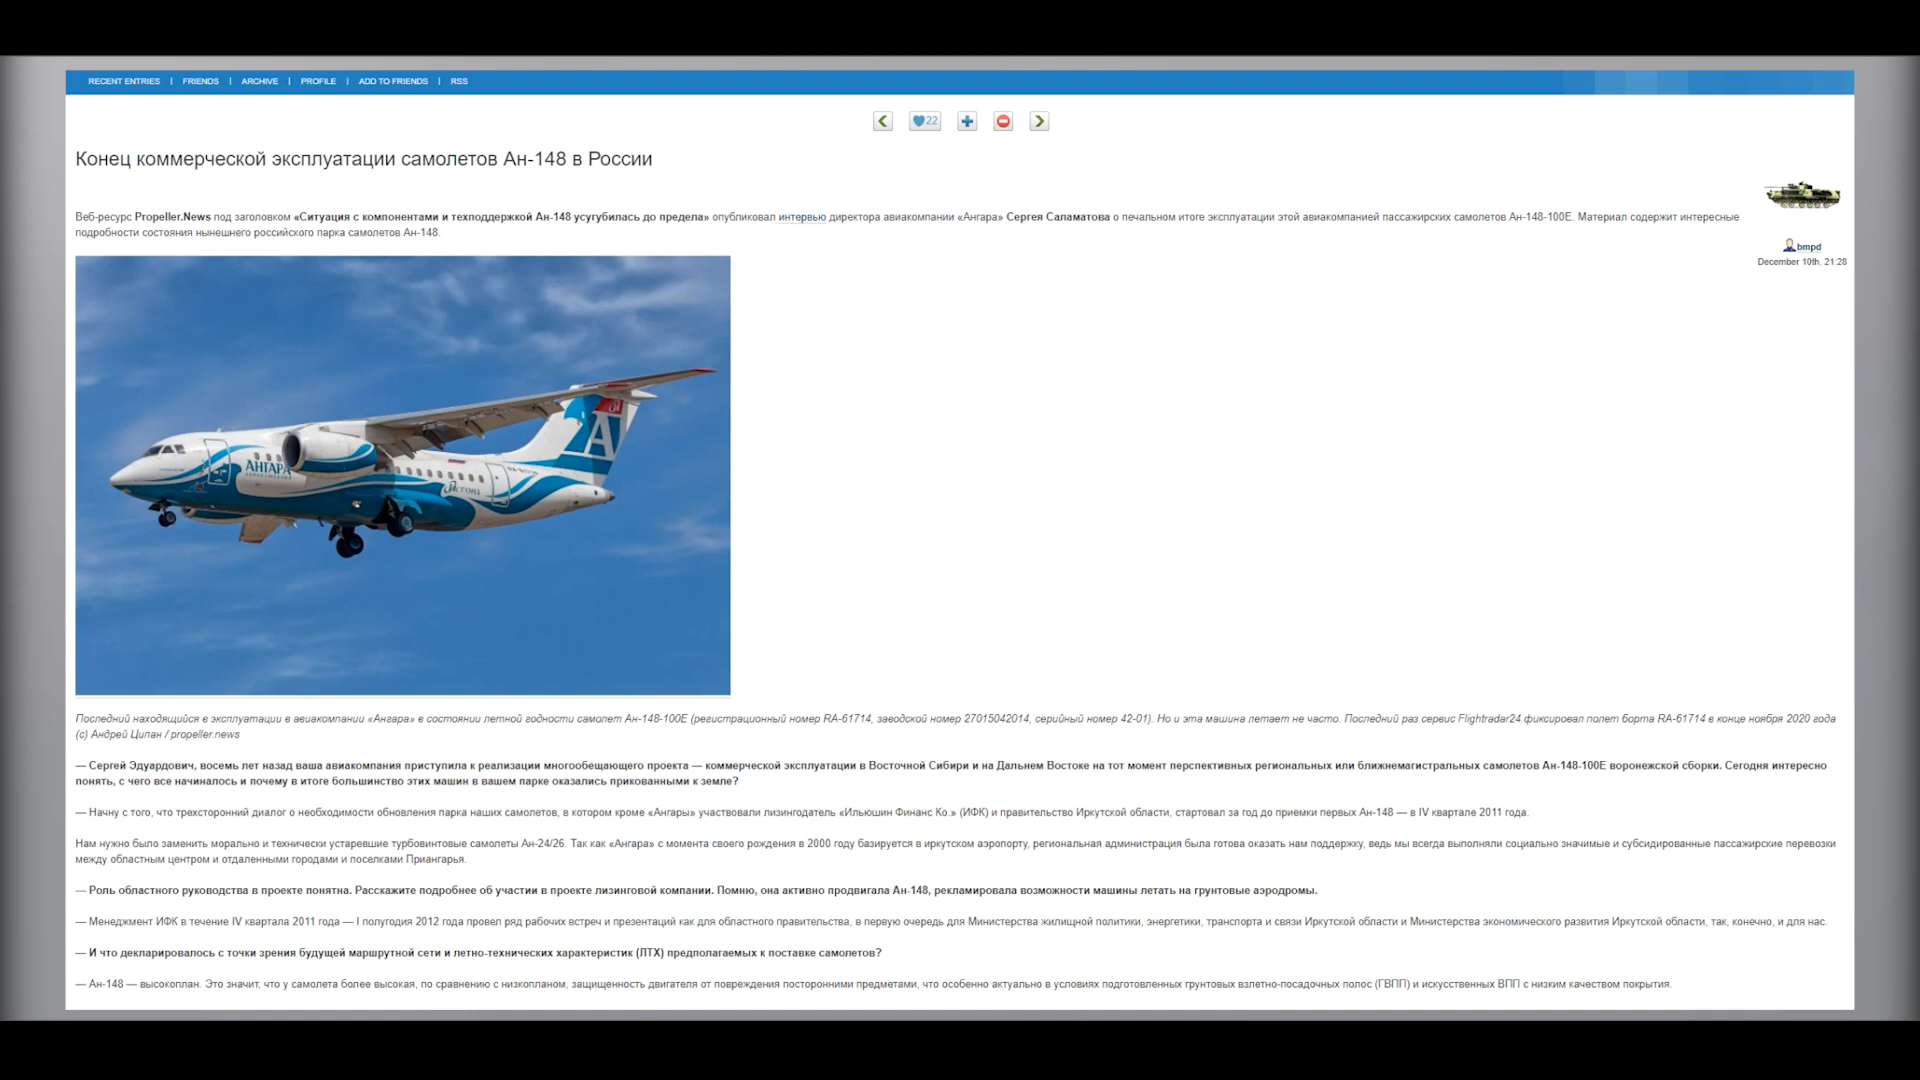 RECENT ENTRIES | FRIENDS | ARCHIVE | PROFILE | ADD TO FRIENDS | RSS
22
Конец коммерческой эксплуатации самолетов Ан-148 в России
Веб-ресурс Propeller.News под заголовком «Ситуация с компонентами и техподдержкой Ан-148 усугубилась до предела» опубликовал интервью директора авиакомпании «Ангара» Сергея Саламатова о печальном итоге эксплуатации этой авиакомпанией пассажирских самолетов Ан-148-100Е. Материал содержит интересные
подробности состояния нынешнего российского парка самолетов Ан-148.
bmpd
December 10th, 21:28
АНГАРА
А
Последний находящийся в эксплуатации в авиакомпании «Ангара» в состоянии летной годности самолет Ан-148-100Е (регистрационный номер RA-61714, заводской номер 27015042014, серийный номер 42-01). Но и эта машина летает не часто. Последний раз сервис Flightradar24 фиксировал полет борта RA-61714 в конце ноября 2020 года
(с) Андрей Ципан / propeller.news
— Сергей Эдуардович, восемь лет назад ваша авиакомпания приступила к реализации многообещающего проекта — коммерческой эксплуатации в Восточной Сибири и на Дальнем Востоке на тот момент перспективных региональных или ближнемагистральных самолетов Ан-148-100Е воронежской сборки. Сегодня интересно
понять, с чего все начиналось и почему в итоге большинство этих машин в вашем парке оказались прикованными к земле?
— Начну с того, что трехсторонний диалог о необходимости обновления парка наших самолетов, в котором кроме «Ангары» участвовали лизингодатель «Ильюшин Финанс Ко.» (ИФК) и правительство Иркутской области, стартовал за год до приемки первых Ан-148 — в IV квартале 2011 года.
Нам нужно было заменить морально и технически устаревшие турбовинтовые самолеты Ан-24/26. Так как «Ангара» с момента своего рождения в 2000 году базируется в иркутском аэропорту, региональная администрация была готова оказать нам поддержку, ведь мы всегда выполняли социально значимые и субсидированные пассажирские перевозки
между областным центром и отдаленными городами и поселками Приангарья.
— Роль областного руководства в проекте понятна. Расскажите подробнее об участии в проекте лизинговой компании. Помню, она активно продвигала Ан-148, рекламировала возможности машины летать на грунтовые аэродромы.
— Менеджмент ИФК в течение IV квартала 2011 года — I полугодия 2012 года провел ряд рабочих встреч и презентаций как для областного правительства, в первую очередь для Министерства жилищной политики, энергетики, транспорта и связи Иркутской области и Министерства экономического развития Иркутской области, так, конечно, и для нас.
— И что декларировалось с точки зрения будущей маршрутной сети и летно-технических характеристик (ЛТХ) предполагаемых к поставке самолетов?
— Ан-148 — высокоплан. Это значит, что у самолета более высокая, по сравнению с низкопланом, защищенность двигателя от повреждения посторонними предметами, что особенно актуально в условиях подготовленных грунтовых взлетно-посадочных полос (ГВПП) и искусственных ВПП с низким качеством покрытия.